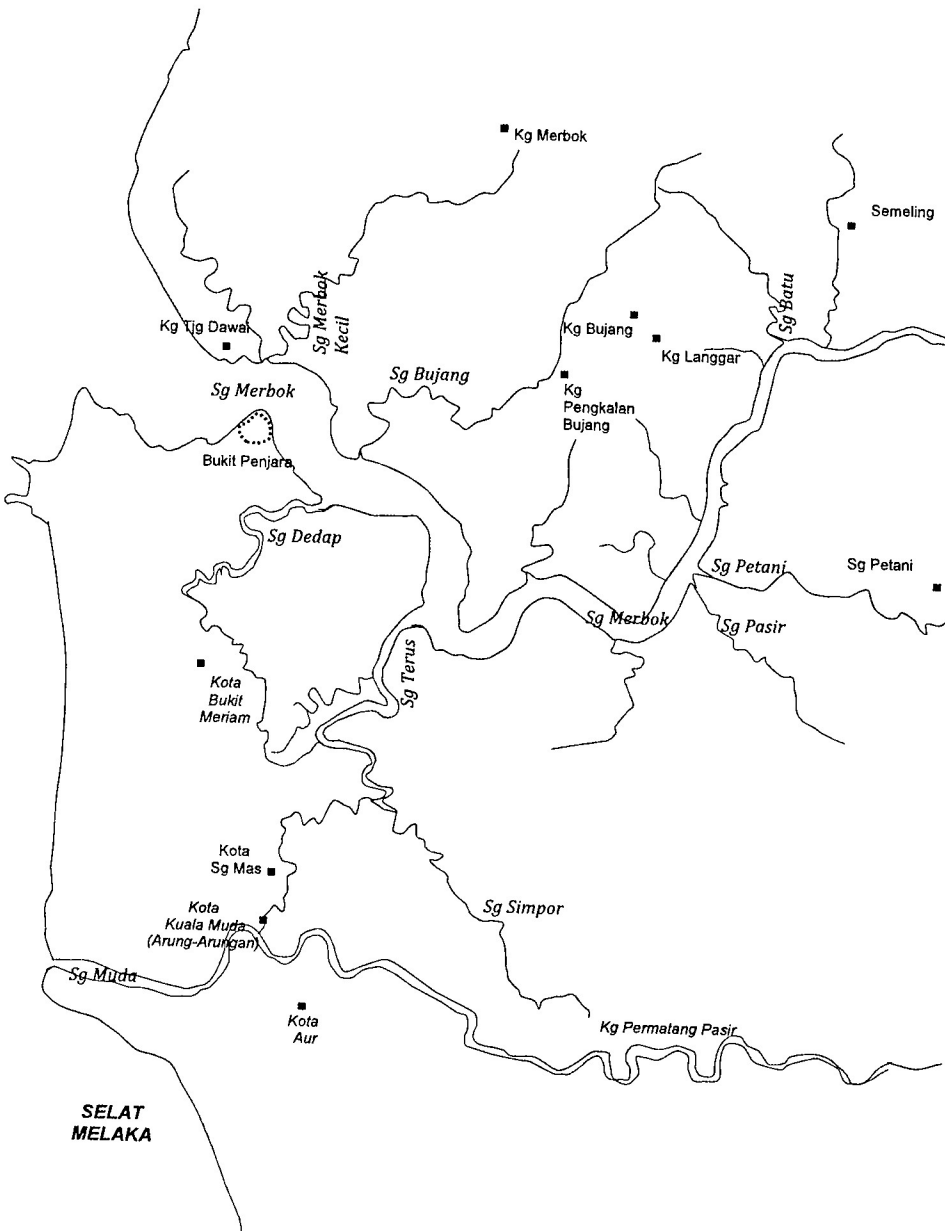 Kg Merbok
Semeling
Sg Merbok
Kecil
Sg Batu
Kg Tjg Dawai
Kg Bujang
Kg Langgar
Sg Bujang
Sg Merbok
Kg
Pengkalan
Bujang
Bukit Penjara
Sg Dedap
Sg Petani
Sg Petani
Sg Merbok
Sg Pasir
Sg Terus
Kota
Bukit
Meriam
Kota
Sg Mas
Kota
Kuala Muda
(Arung-Arungan)
Sg Simpor
Sg Muda
Kota
Aur
Kg Permatang Pasir
SELAT
MELAKA